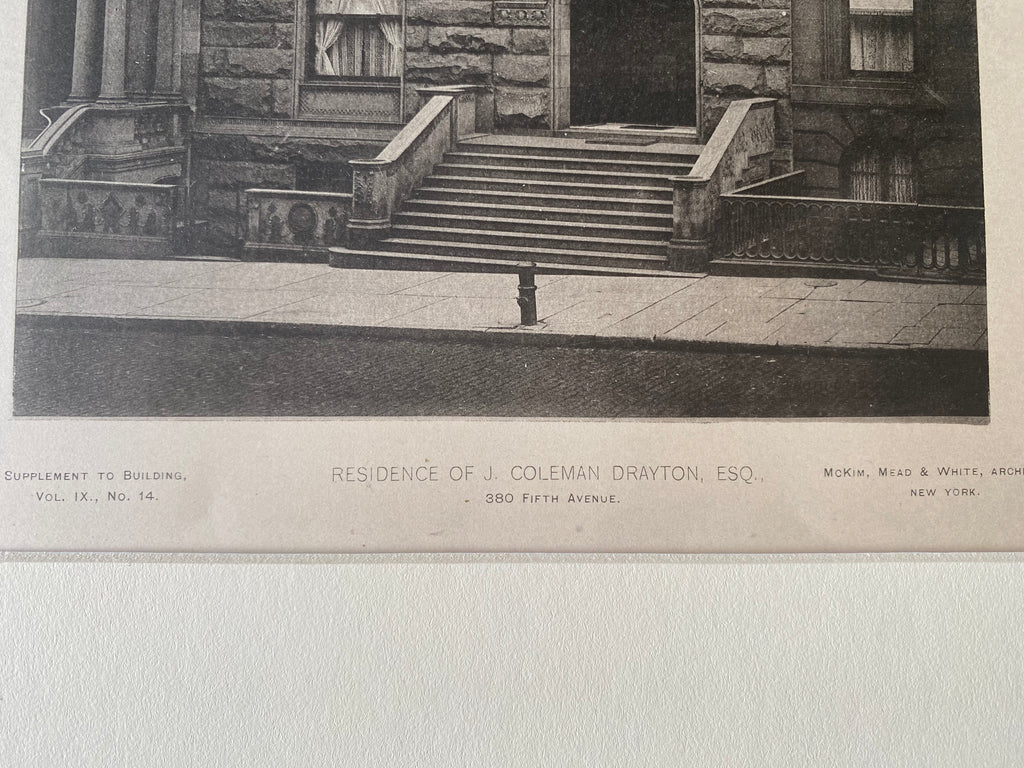 SUPPLEMENT TO BUILDING,
VOL. IX., No. 14.
RESIDENCE OF J. COLEMAN DRAYTON, ESQ.,
380 FIFTH AVENUE.
MCKIM, MEAD & WHITE, ARCHI
NEW YORK.